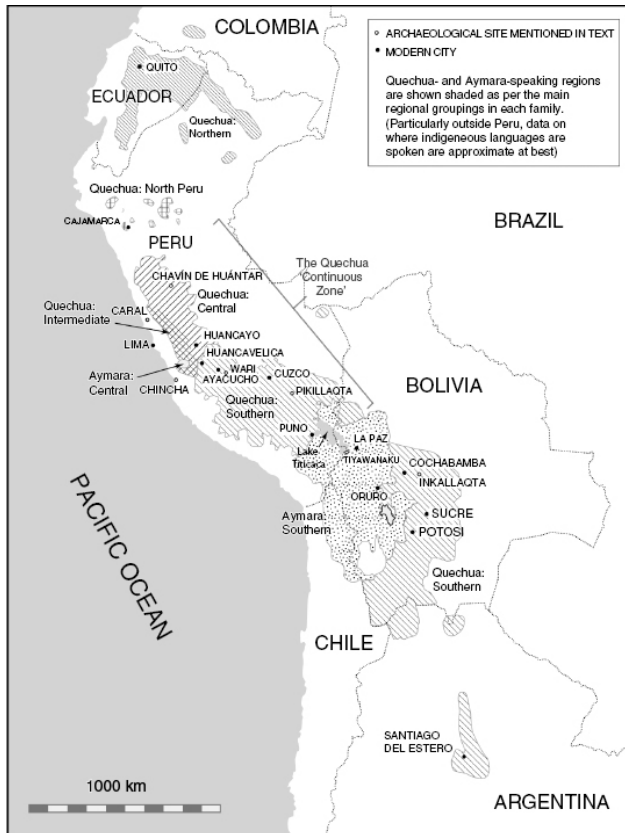 COLOMBIA
○ ARCHAEOLOGICAL SITE MENTIONED IN TEXT
• MODERN CITY
Quechua- and Aymara-speaking regions
are shown shaded as per the main
regional groupings in each family.
(Particularly outside Peru, data on
where indigeneous languages are
spoken are approximate at best)
QUITO
ECUADOR
Quechua:
Northern
Quechua: North Peru
CAJAMARCA
BRAZIL
PERU
The Quechua
'Continuous
Zone'
CHAVÍN DE HUÁNTAR
Quechua:
Central
Quechua:
Intermediate
CARAL
LIMA
HUANCAYO
HUANCAVELICA
Aymara:
Central
WARI
AYACUCHO
CUZCO
CHINCHA
PIKILLAQTA
Quechua:
Southern
BOLIVIA
PUNO
LA PAZ
Lake
Titicaca
TIYAWANAKU
COCHABAMBA
INKALLAQTA
ORURO
Aymara:
Southern
SUCRE
POTOSI
Quechua:
Southern
PACIFIC OCEAN
CHILE
SANTIAGO
DEL ESTERO
1000 km
ARGENTINA